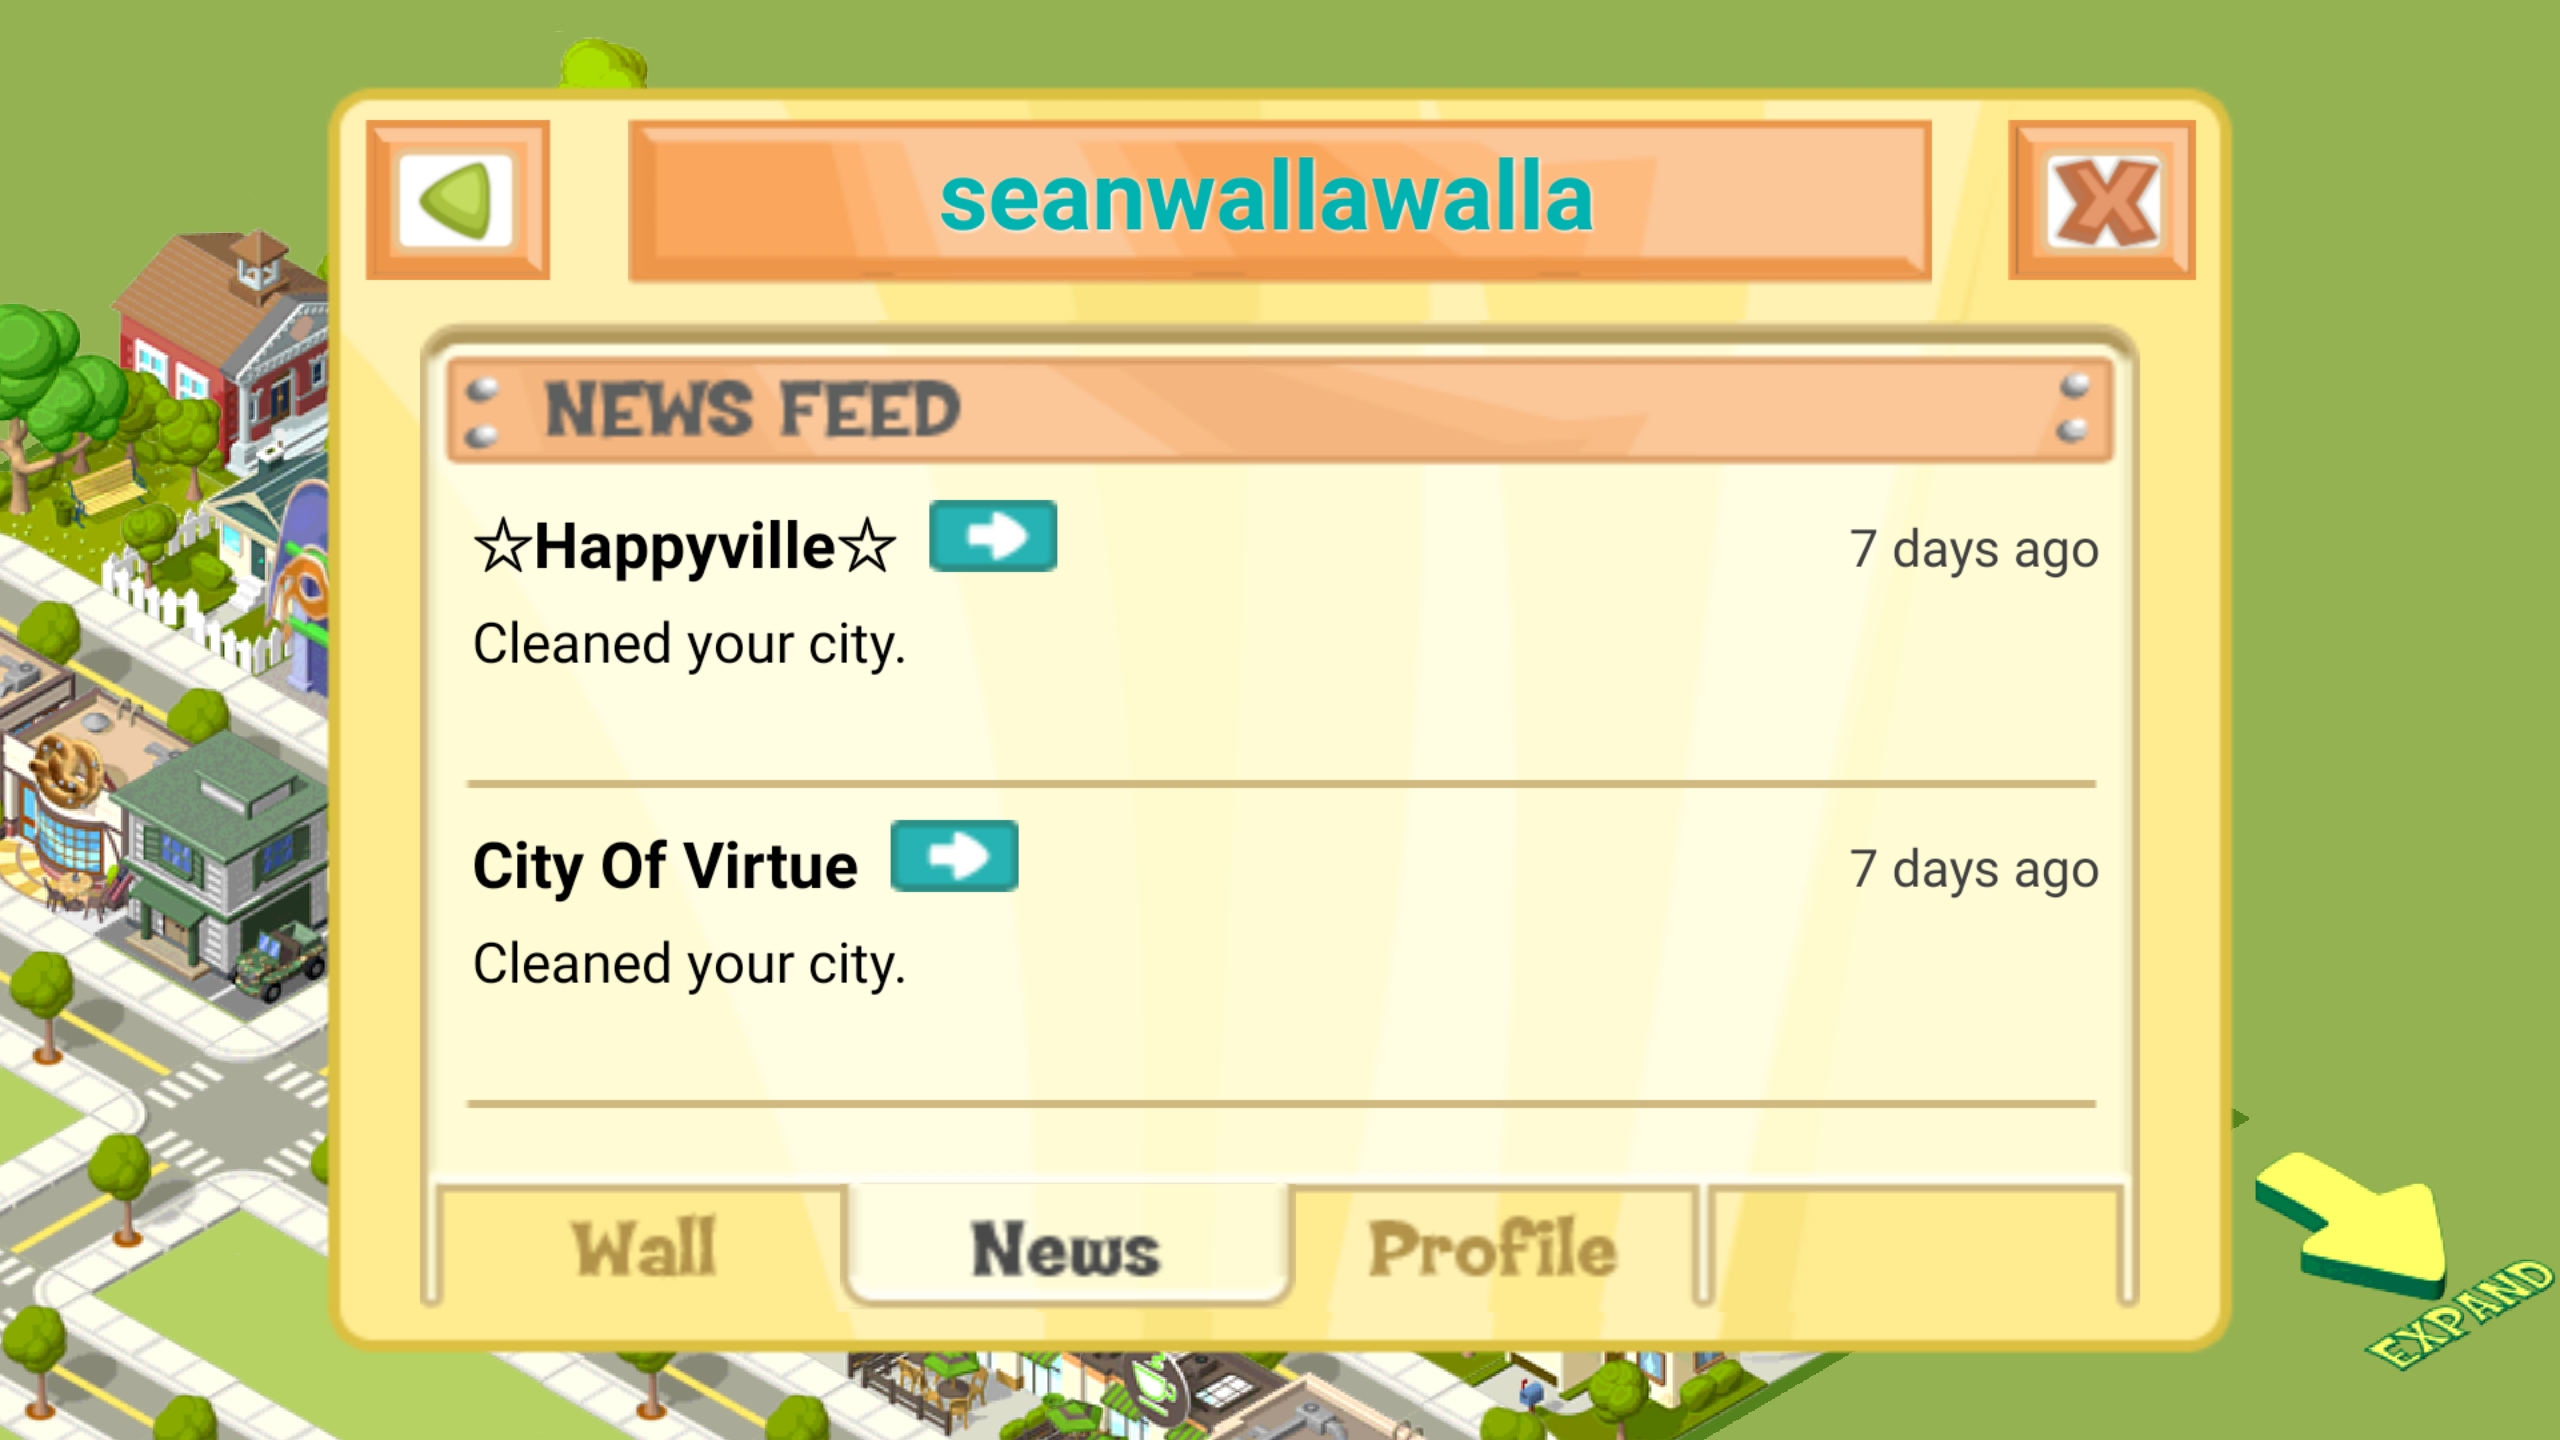 seanwallawalla
NEWS FEED
☆Happyville☆
7 days ago
Cleaned your city.
City Of Virtue
7 days ago
Cleaned your city.
Wall
News
Profile
EXPAND